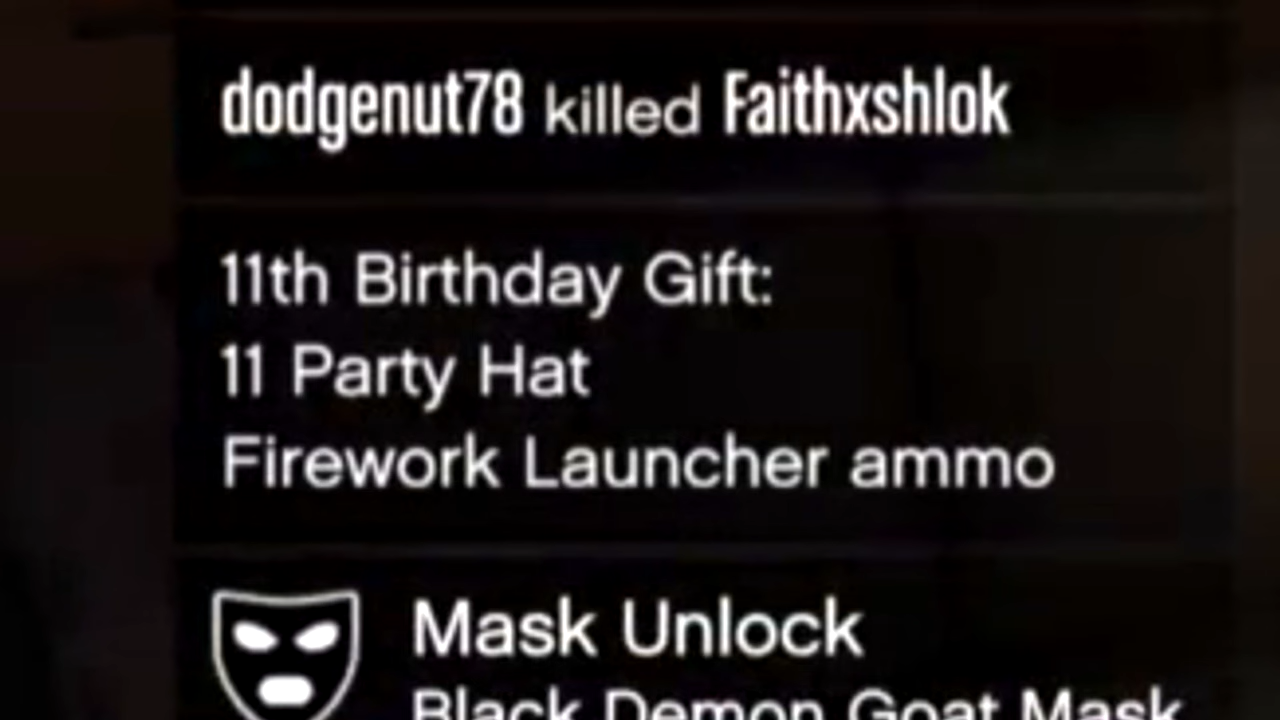 dodgenut78 killed Faithxshlok
11th Birthday Gift:
11 Party Hat
Firework Launcher ammo
Mask Unlock
Black Demon Goat Mask